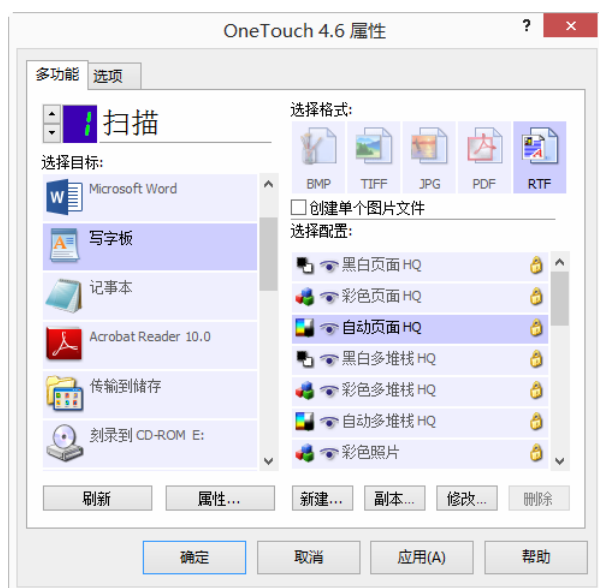 OneTouch 4.6 属性
? ×
多功能 选项
1 扫描
选择目标:
Microsoft Word
写字板
记事本
Acrobat Reader 10.0
传输到储存
刻录到 CD-ROM E:
刷新 属性...
选择格式:
BMP TIFF JPG PDF RTF
创建单个图片文件
选择配置:
黑白页面 HQ
彩色页面 HQ
自动页面 HQ
黑白多堆栈 HQ
彩色多堆栈 HQ
自动多堆栈 HQ
彩色照片
新建... 副本... 修改... 删除
确定 取消 应用(A) 帮助